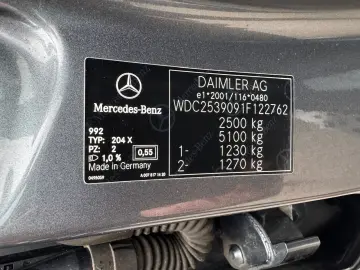 Mercedes-Benz
992
TYP: 204 X
PZ: 2
1,0 % 0,55
Made in Germany
DAIMLER AG
e1*2001/116*0480
WDC2539091F122762
2500 kg
5100 kg
1- 1230 kg
2- 1270 kg